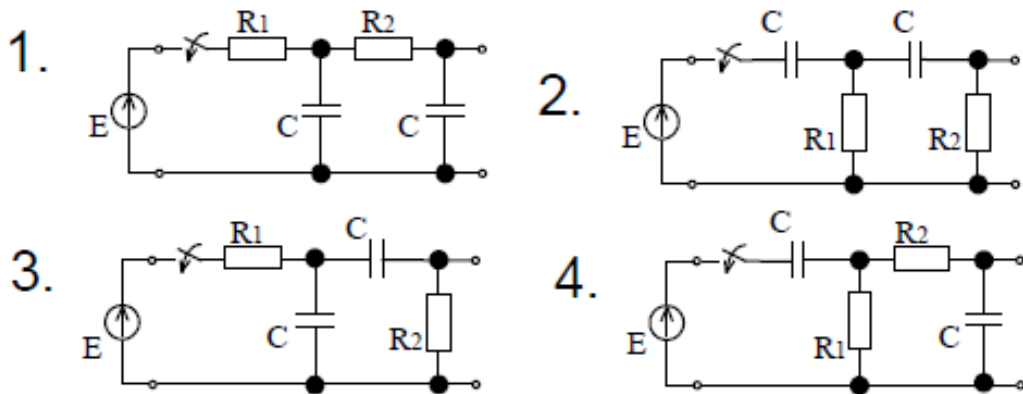 1.
R1 R2
E C C
2.
C C
E R1 R2
3.
R1 C
E C R2
4.
C R2
E R1 C